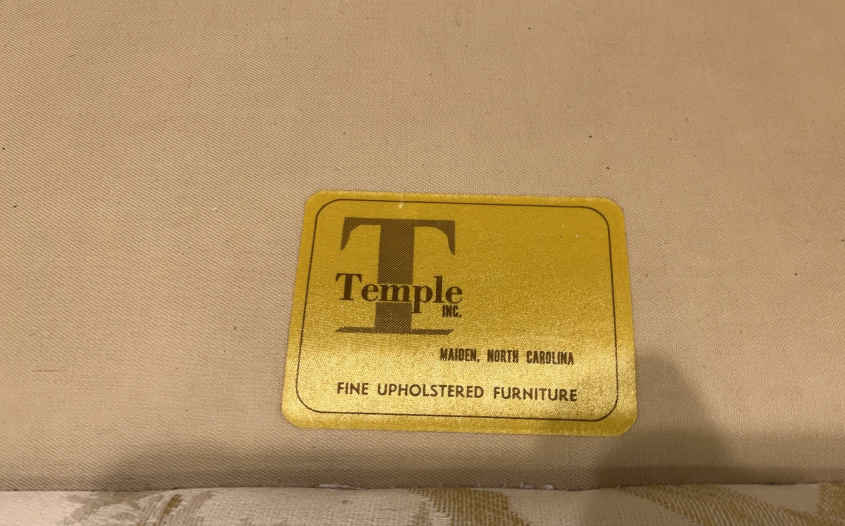 T
Temple
INC.
MAIDEN, NORTH CAROLINA
FINE UPHOLSTERED FURNITURE